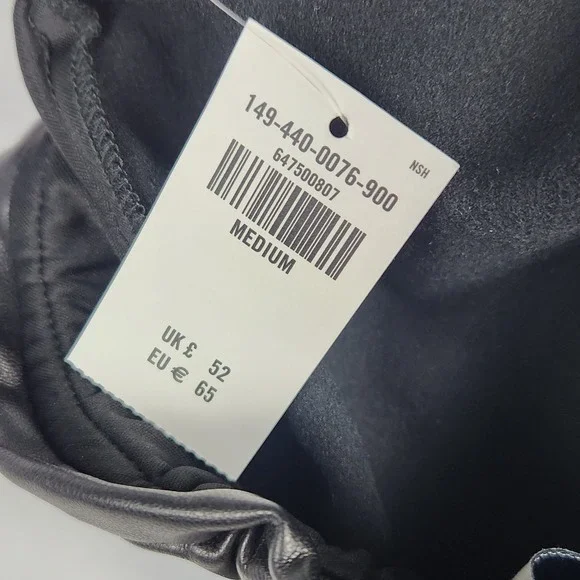 149-440-0076-900
NSH
647500807
MEDIUM
UK £ 52
EU € 65